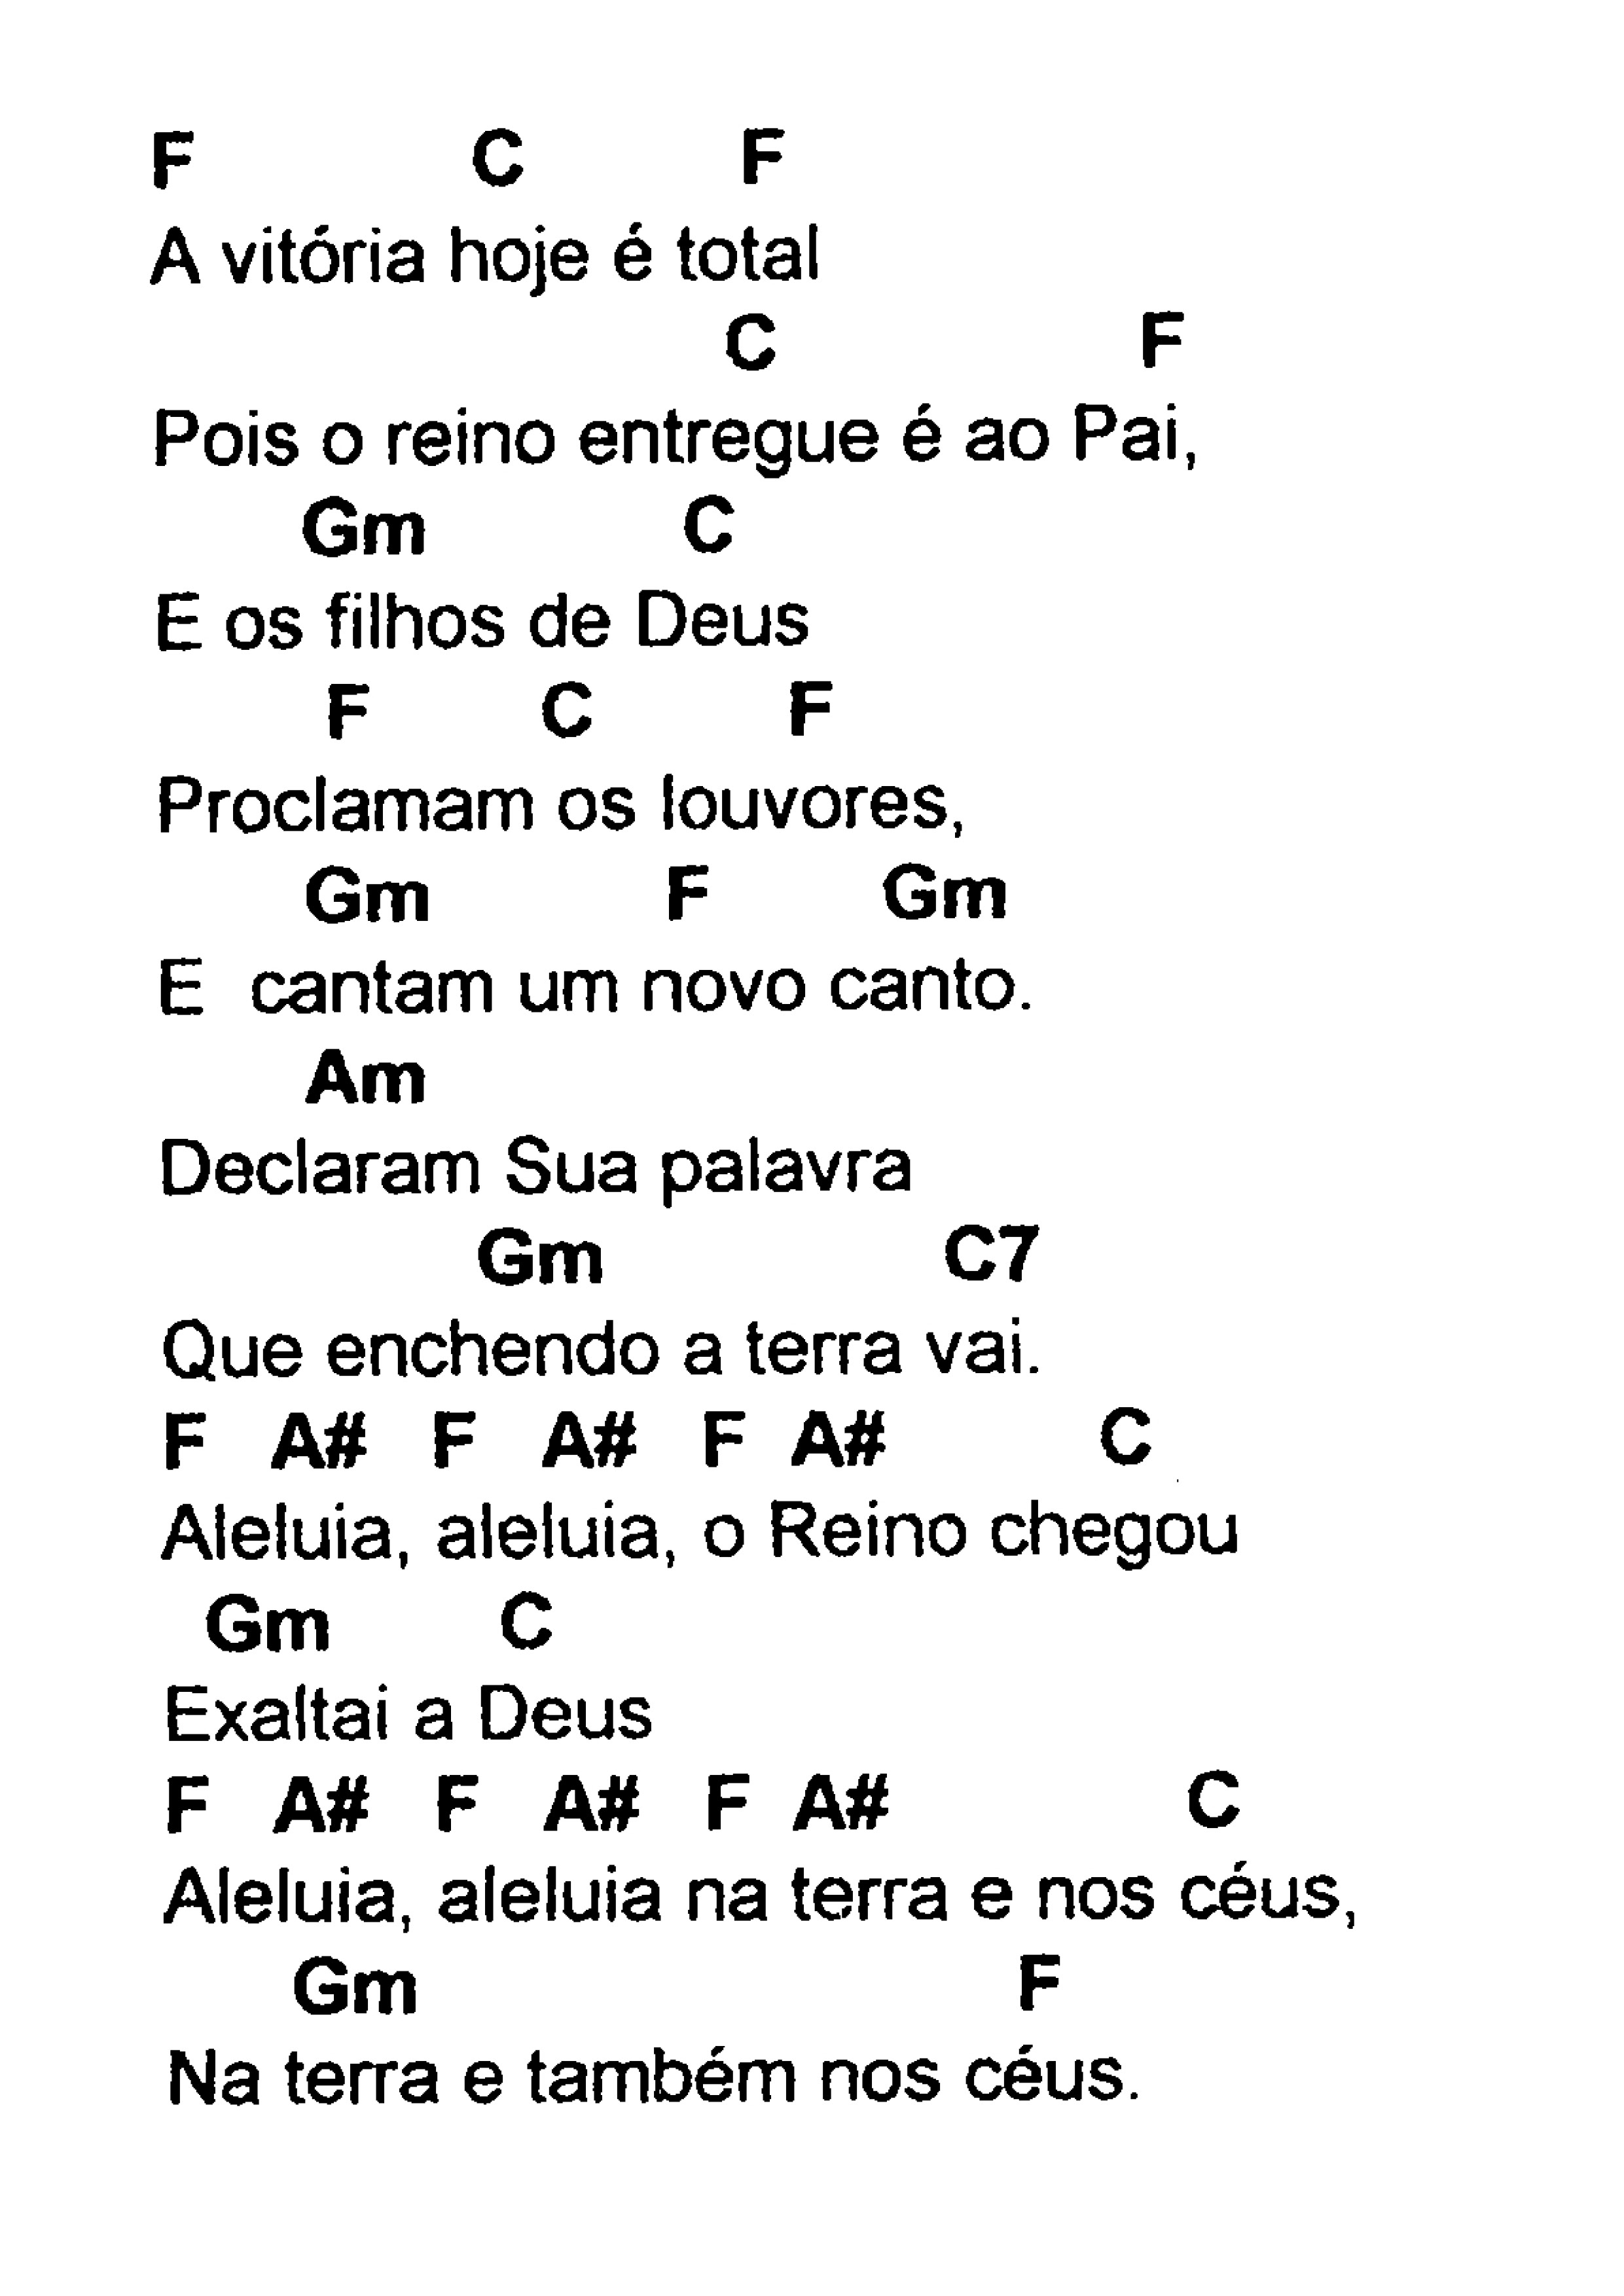 F C F
A vitória hoje é total
C F
Pois o reino entregue é ao Pai,
Gm C
E os filhos de Deus
F C F
Proclamam os louvores,
Gm F Gm
E cantam um novo canto.
Am
Declaram Sua palavra
Gm C7
Que enchendo a terra vai.
F A# F A# F A# C
Aleluia, aleluia, o Reino chegou
Gm C
Exaltai a Deus
F A# F A# F A# C
Aleluia, aleluia na terra e nos céus,
Gm F
Na terra e também nos céus.